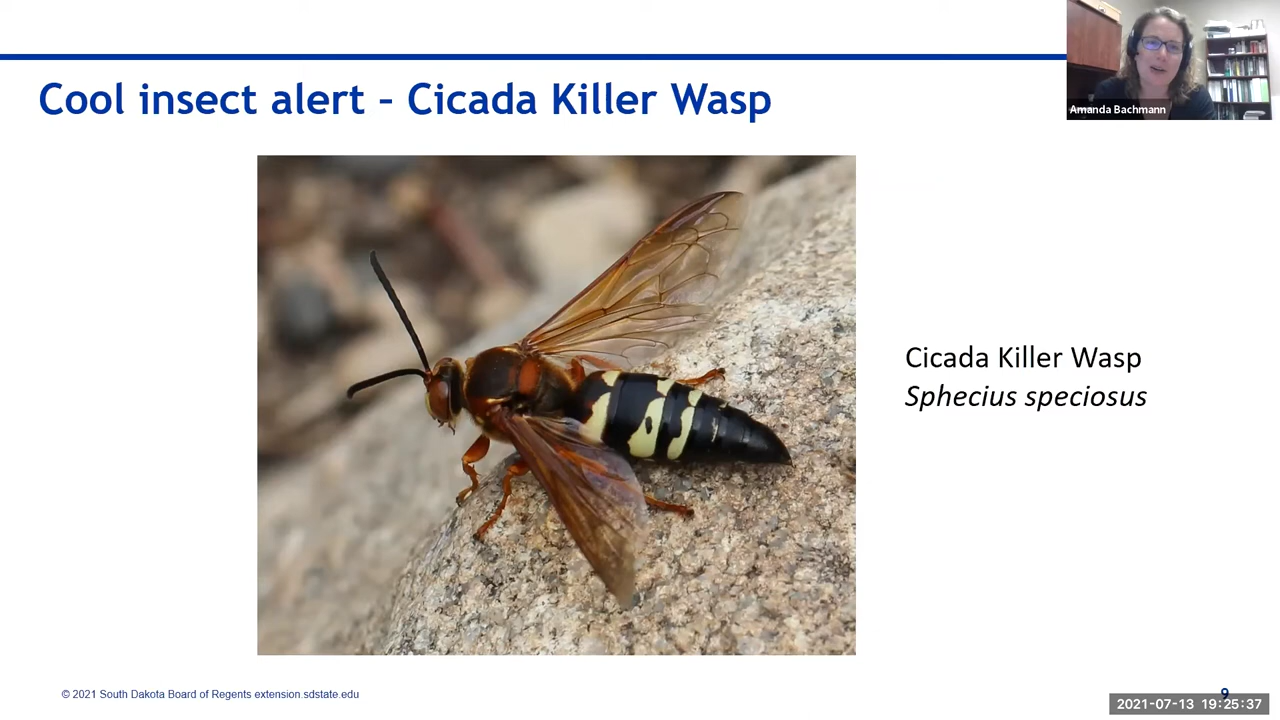 Amanda Bachmann
Cool insect alert – Cicada Killer Wasp
Cicada Killer Wasp
Sphecius speciosus
© 2021 South Dakota Board of Regents extension.sdstate.edu
9
2021-07-13 19:25:37